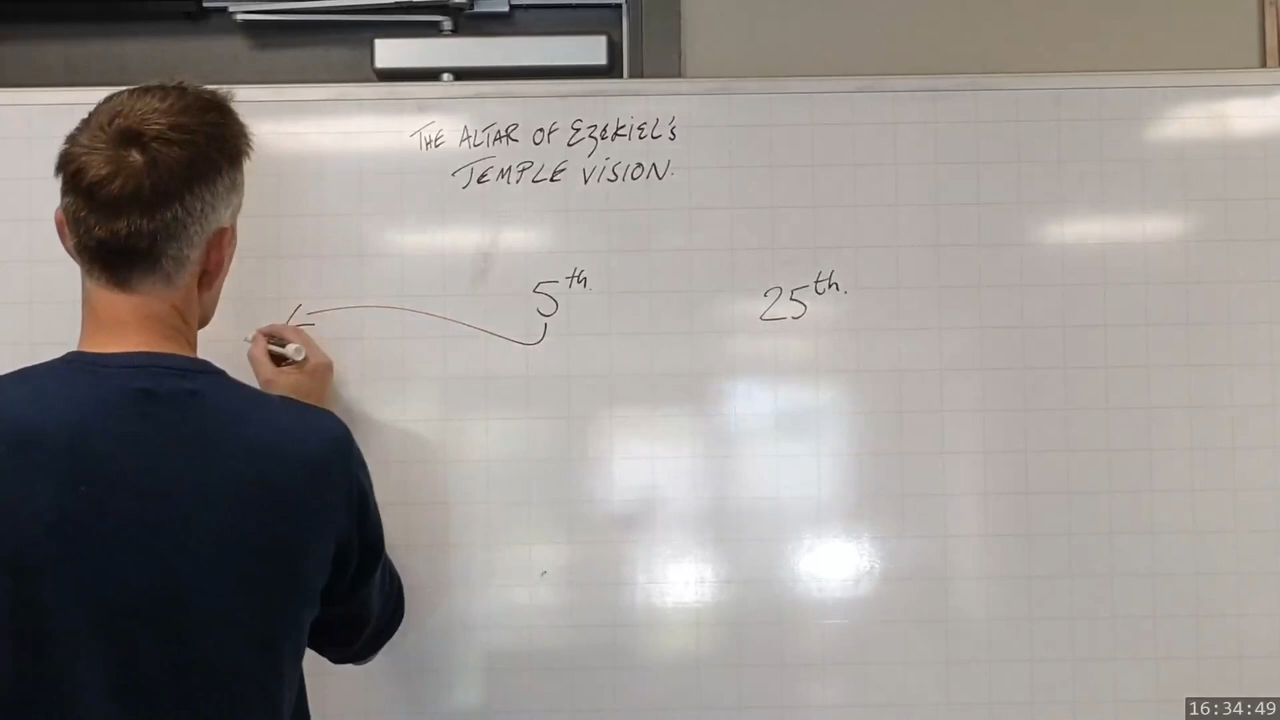 THE ALTAR OF EZEKIEL'S
TEMPLE VISION.
5th.
25th.
16:34:49